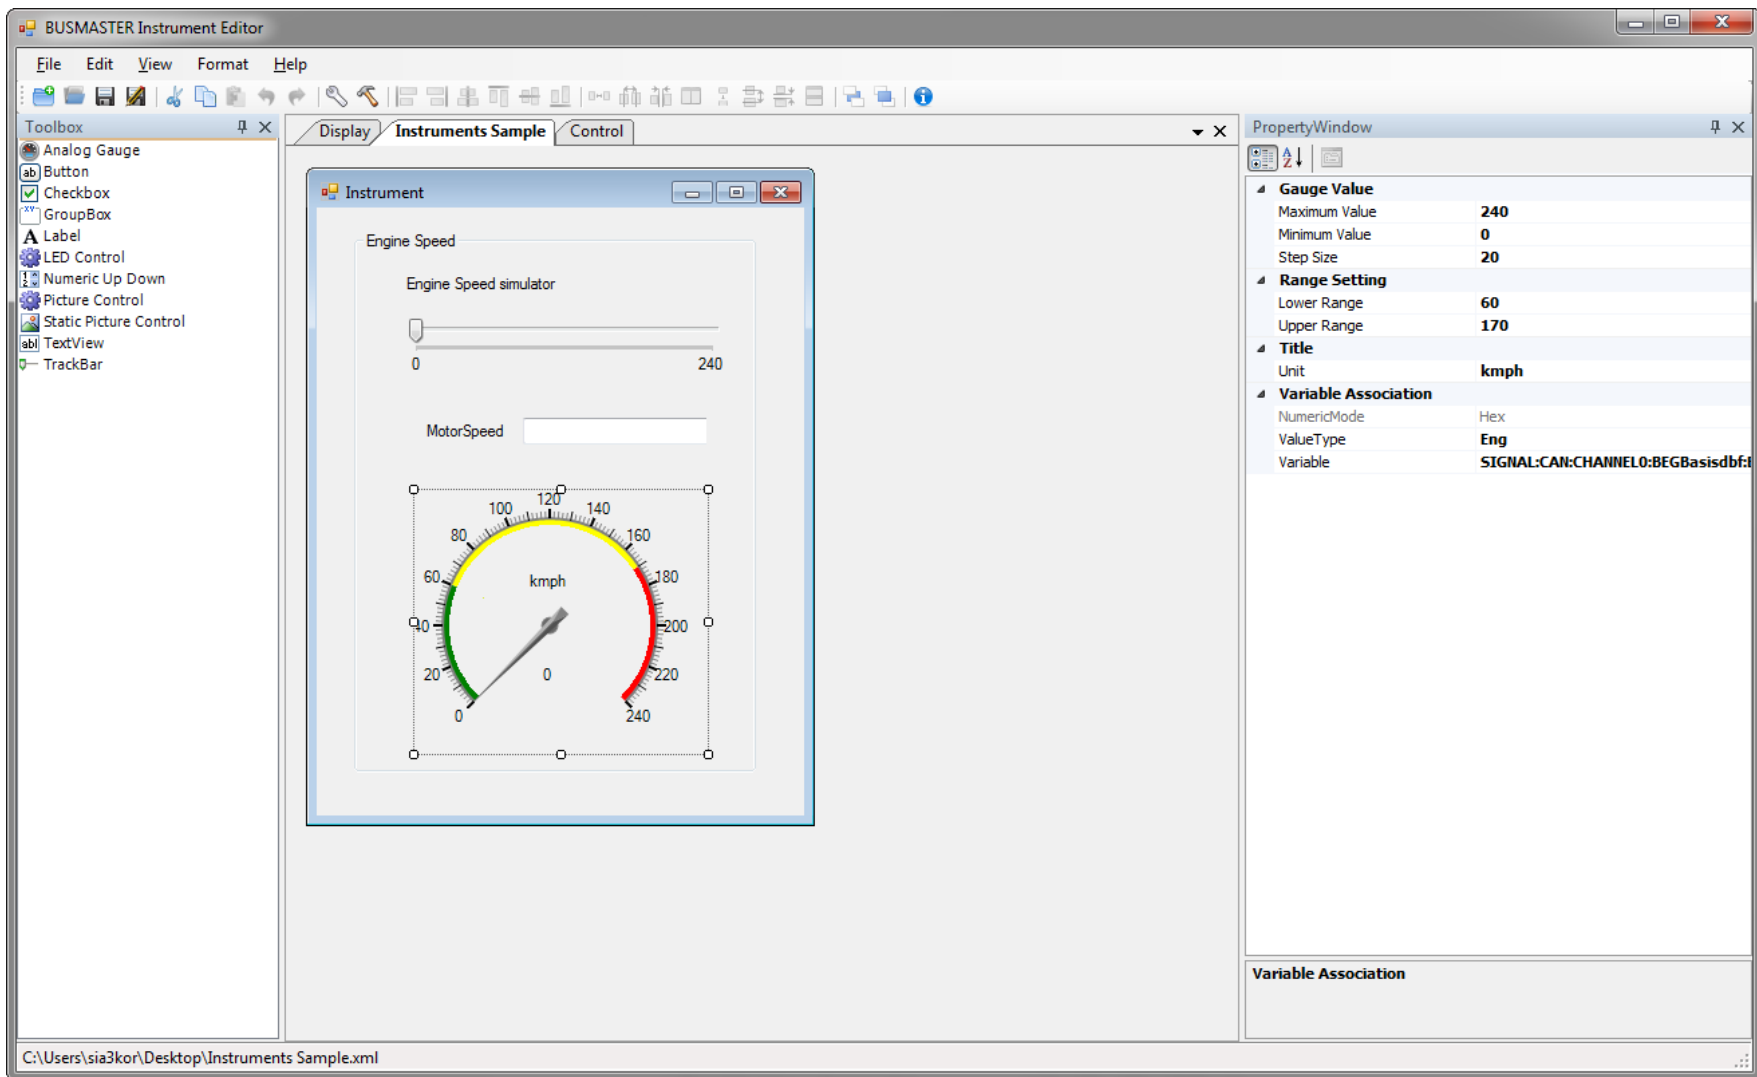 BUSMASTER Instrument Editor
File Edit View Format Help
Toolbox
Analog Gauge
Button
Checkbox
GroupBox
Label
LED Control
Numeric Up Down
Picture Control
Static Picture Control
TextView
TrackBar
Display Instruments Sample Control
Instrument
Engine Speed
Engine Speed simulator
0 240
MotorSpeed
120
100 140
80 160
60 180
kmph
40 200
20 0 220
0 240
PropertyWindow
Gauge Value
Maximum Value 240
Minimum Value 0
Step Size 20
Range Setting
Lower Range 60
Upper Range 170
Title
Unit kmph
Variable Association
NumericMode Hex
ValueType Eng
Variable SIGNAL:CAN:CHANNEL0:BEGBasisdbf:
Variable Association
C:\Users\sia3kor\Desktop\Instruments Sample.xml